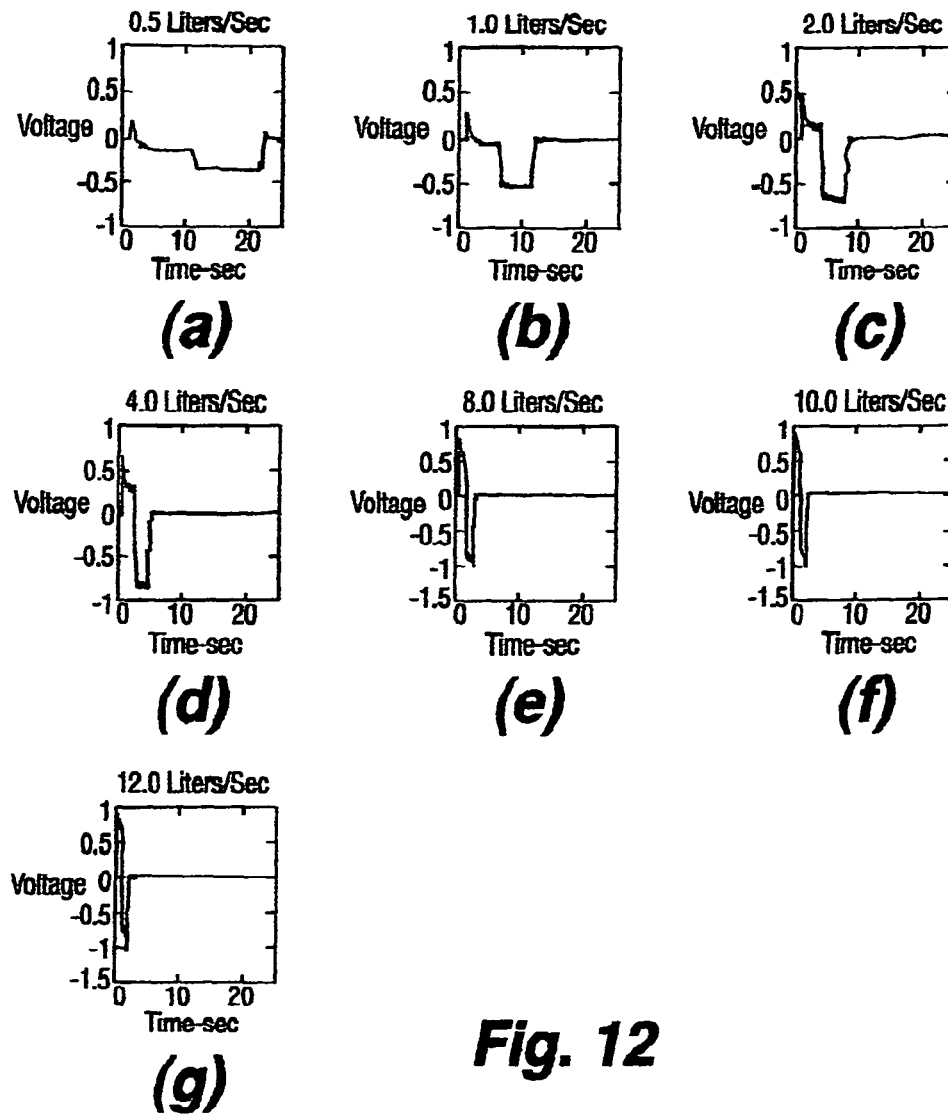 0.5 Liters/Sec
1
0.5
Voltage 0
-0.5
-1
0 10 20
Time-sec
(a)
1.0 Liters/Sec
1
0.5
Voltage 0
-0.5
-1
0 10 20
Time-sec
(b)
2.0 Liters/Sec
1
0.5
Voltage 0
-0.5
-1
0 10 20
Time-sec
(c)
4.0 Liters/Sec
1
0.5
Voltage 0
-0.5
-1
0 10 20
Time-sec
(d)
8.0 Liters/Sec
1
0.5
Voltage 0
-0.5
-1
-1.5
0 10 20
Time-sec
(e)
10.0 Liters/Sec
1
0.5
Voltage 0
-0.5
-1
-1.5
0 10 20
Time-sec
(f)
12.0 Liters/Sec
1
0.5
Voltage 0
-0.5
-1
-1.5
0 10 20
Time-sec
(g)
Fig. 12